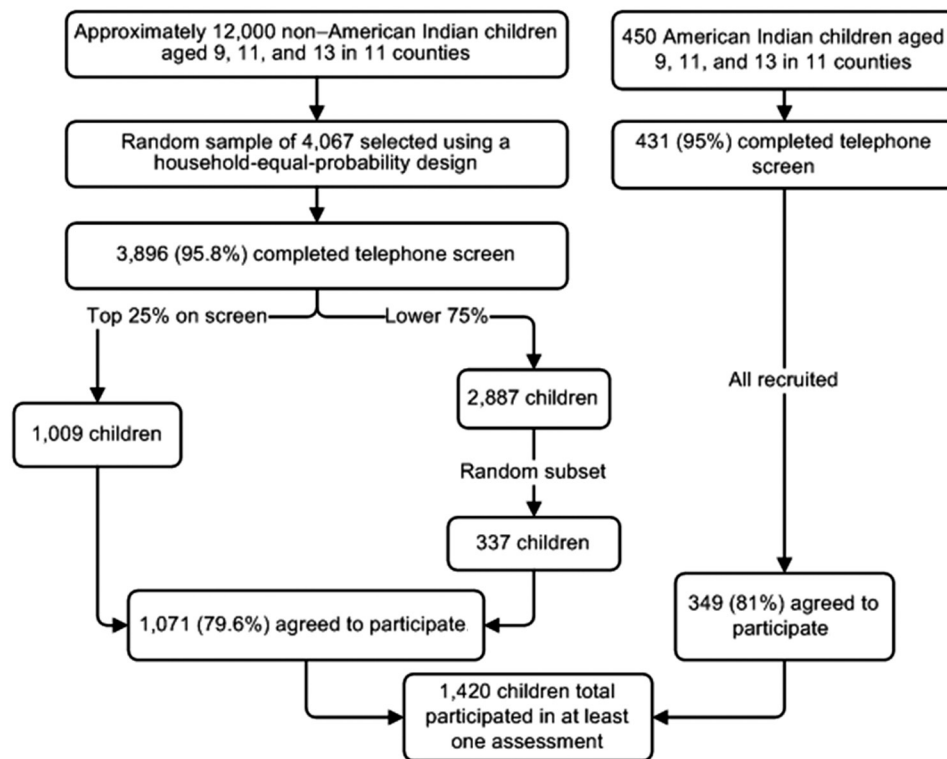 Approximately 12,000 non–American Indian children
aged 9, 11, and 13 in 11 counties
450 American Indian children aged
9, 11, and 13 in 11 counties
Random sample of 4,067 selected using a
household-equal-probability design
431 (95%) completed telephone
screen
3,896 (95.8%) completed telephone screen
Top 25% on screen
Lower 75%
2,887 children
All recruited
1,009 children
Random subset
337 children
1,071 (79.6%) agreed to participate.
349 (81%) agreed to
participate
1,420 children total
participated in at least
one assessment